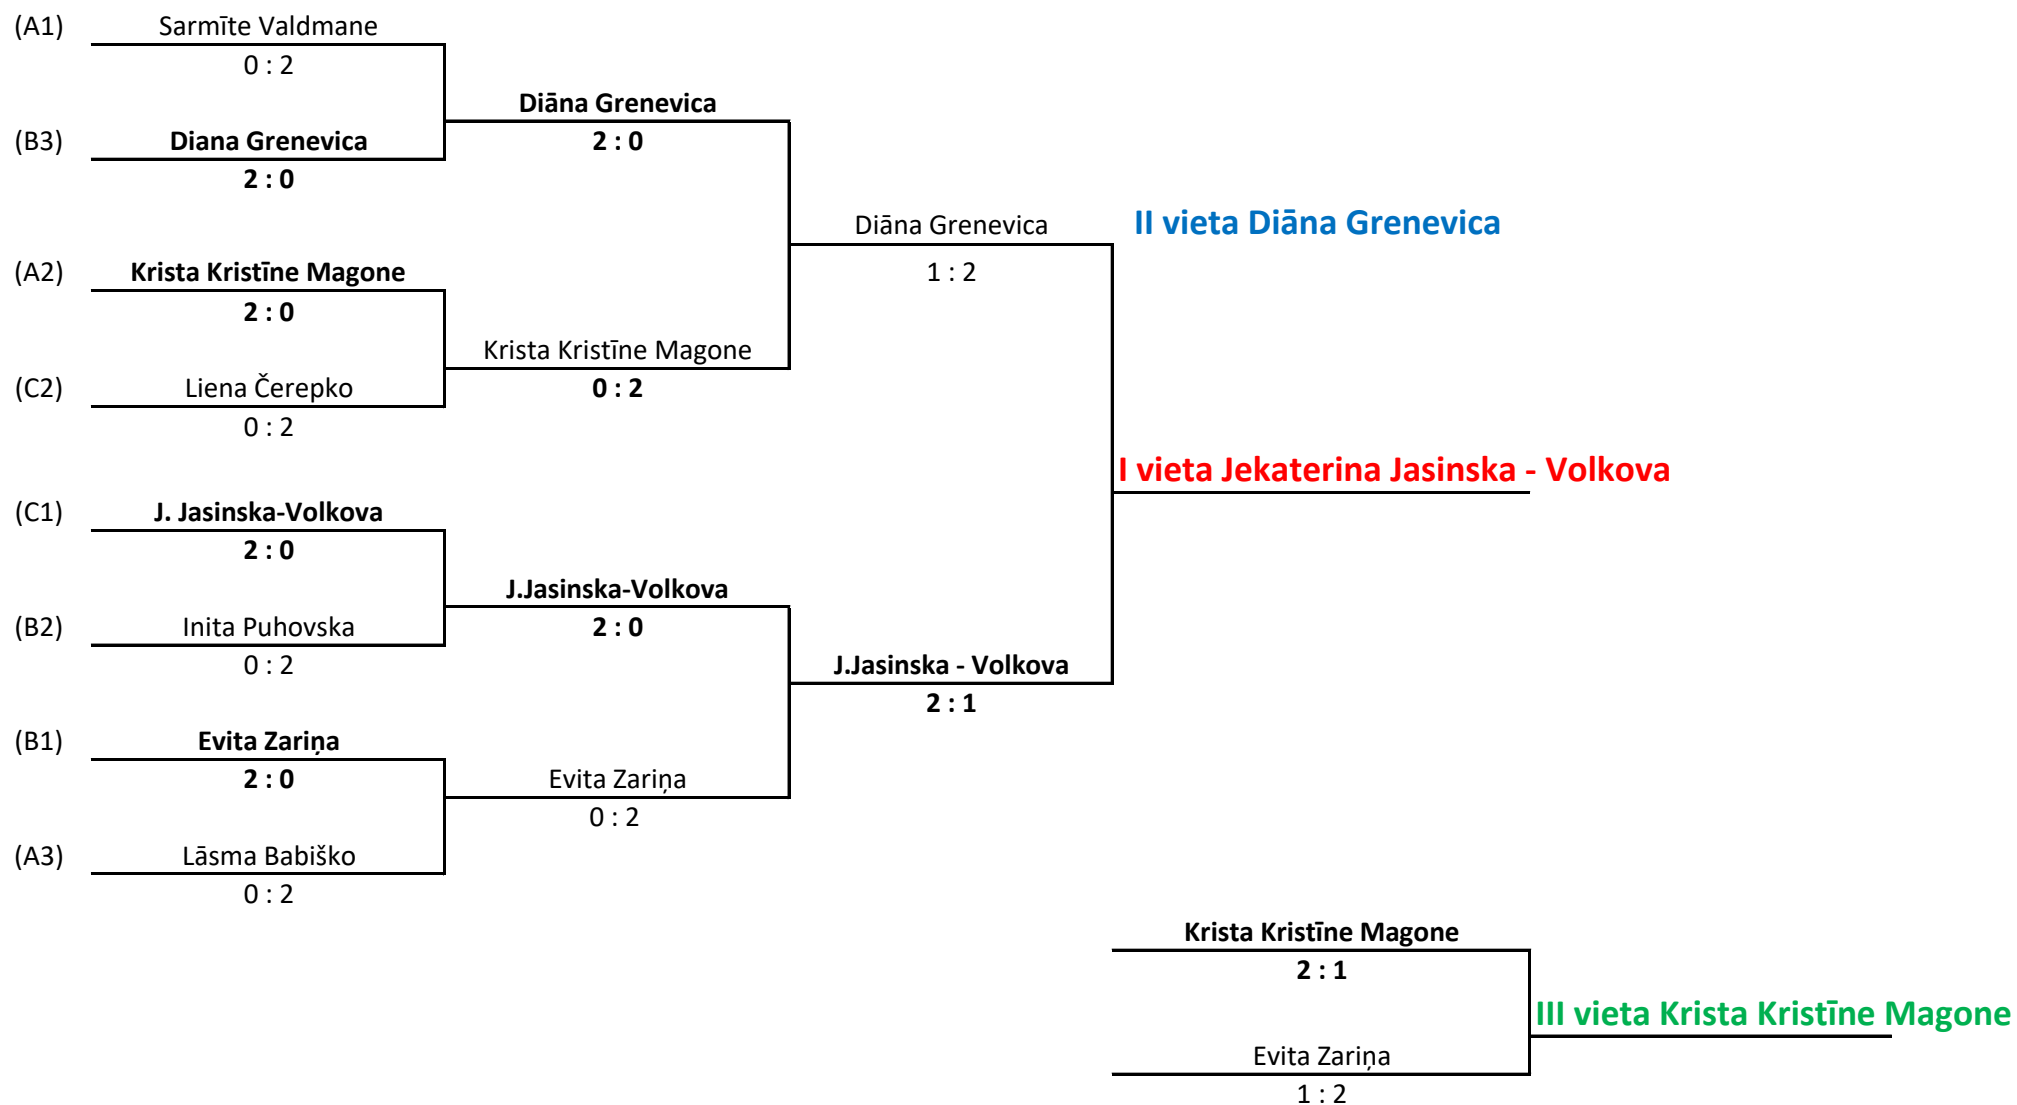 (A1) Sarmīte Valdmane
0 : 2
Diāna Grenevica
2 : 0
(B3) Diana Grenevica
2 : 0
Diāna Grenevica
1 : 2
II vieta Diāna Grenevica
(A2) Krista Kristīne Magone
2 : 0
Krista Kristīne Magone
0 : 2
(C2) Liena Čerepko
0 : 2
I vieta Jekaterina Jasinska - Volkova
(C1) J. Jasinska-Volkova
2 : 0
J.Jasinska-Volkova
2 : 0
(B2) Inita Puhovska
0 : 2
J.Jasinska - Volkova
2 : 1
(B1) Evita Zariņa
2 : 0
Evita Zariņa
0 : 2
(A3) Lāsma Babiško
0 : 2
Krista Kristīne Magone
2 : 1
III vieta Krista Kristīne Magone
Evita Zariņa
1 : 2